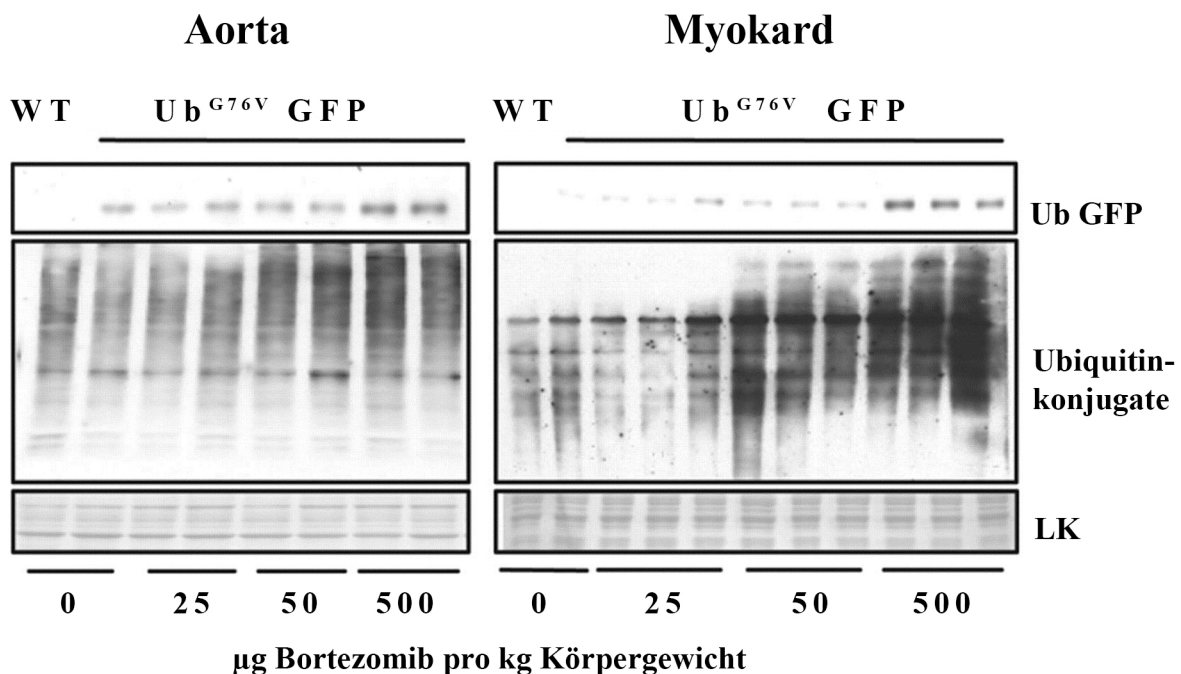 Aorta Myokard
WT Ub^G76V GFP WT Ub^G76V GFP
Ub GFP
Ubiquitin-
konjugate
LK
0 25 50 500 0 25 50 500
µg Bortezomib pro kg Körpergewicht